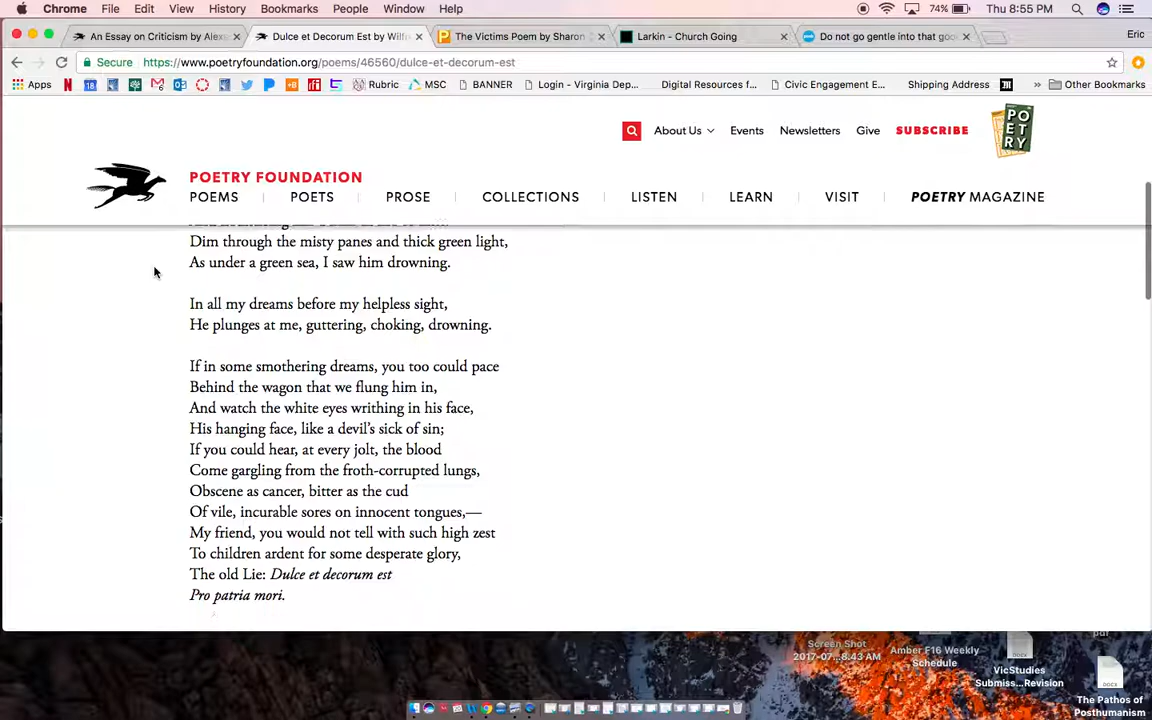 Chrome File Edit View History Bookmarks People Window Help 74% Thu 8:55 PM
An Essay on Criticism by Alex
Dulce et Decorum Est by Wilfr
The Victims Poem by Sharon
Larkin - Church Going
Do not go gentle into that goo
Eric
Secure https://www.poetryfoundation.org/poems/46560/dulce-et-decorum-est
Apps Rubric MSC BANNER Login - Virginia Dep... Digital Resources f... Civic Engagement E... Shipping Address » Other Bookmarks
About Us Events Newsletters Give SUBSCRIBE
POETRY
POETRY FOUNDATION
POEMS POETS PROSE COLLECTIONS LISTEN LEARN VISIT POETRY MAGAZINE
Dim through the misty panes and thick green light,
As under a green sea, I saw him drowning.
In all my dreams before my helpless sight,
He plunges at me, guttering, choking, drowning.
If in some smothering dreams, you too could pace
Behind the wagon that we flung him in,
And watch the white eyes writhing in his face,
His hanging face, like a devil's sick of sin;
If you could hear, at every jolt, the blood
Come gargling from the froth-corrupted lungs,
Obscene as cancer, bitter as the cud
Of vile, incurable sores on innocent tongues,—
My friend, you would not tell with such high zest
To children ardent for some desperate glory,
The old Lie: Dulce et decorum est
Pro patria mori.
pdf
Screen Shot
2017-07...8.43 AM
Amber F16 Weekly
Schedule
DOCX
VicStudies
Submiss...Revision
DOCX
The Pathos of
Posthumanism